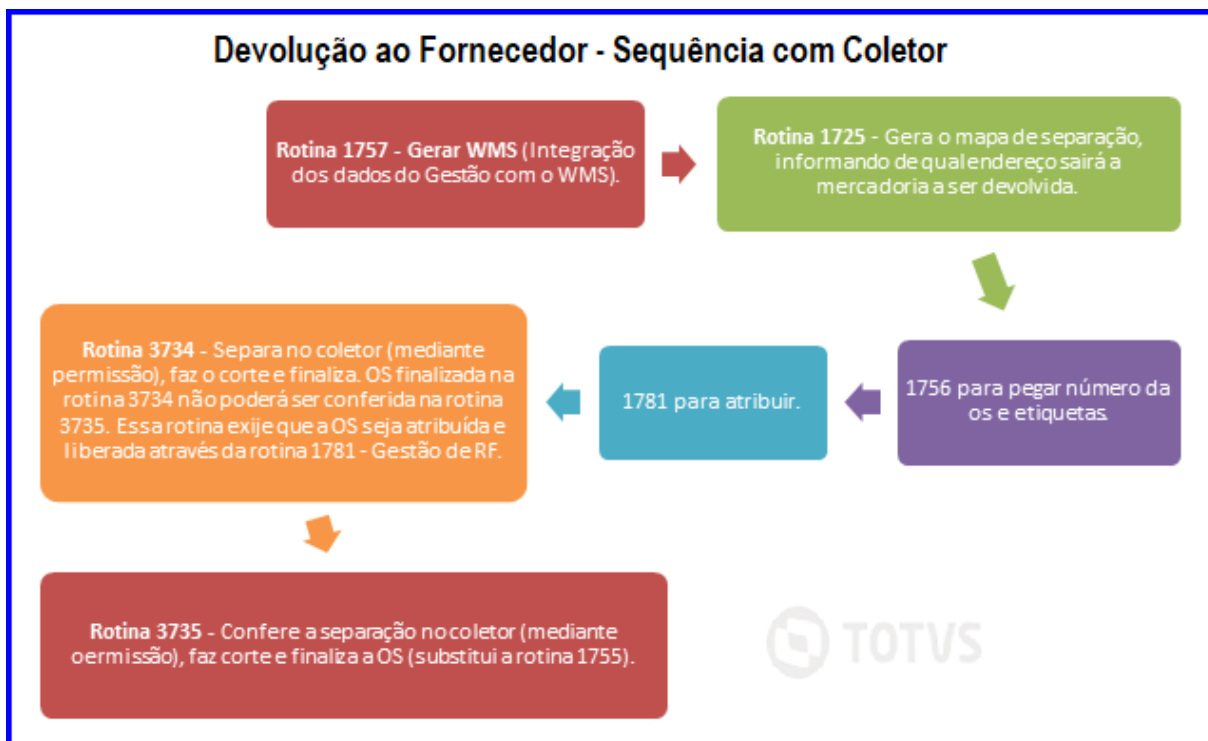 Devolução ao Fornecedor - Sequência com Coletor
Rotina 1757 - Gerar WMS (Integração
dos dados do Gestão com o WMS).
Rotina 1725 - Gera o mapa de separação,
informando de qual endereço sairá a
mercadoria a ser devolvida.
1756 para pegar número da
os e etiquetas.
1781 para atribuir.
Rotina 3734 - Separa no coletor (mediante
permissão), faz o corte e finaliza. OS finalizada na
rotina 3734 não poderá ser conferida na rotina
3735. Essa rotina exije que a OS seja atribuída e
liberada através da rotina 1781 - Gestão de RF.
Rotina 3735 - Confere a separação no coletor (mediante
oermissão), faz corte e finaliza a OS (substitui a rotina 1755).
TOTVS